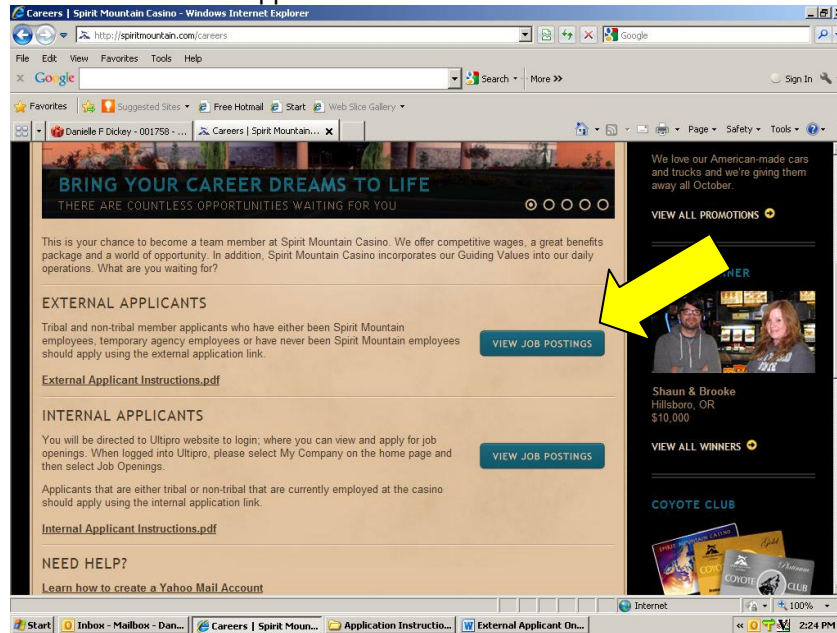 Careers | Spirit Mountain Casino - Windows Internet Explorer
http://spiritmountain.com/careers
Google
File Edit View Favorites Tools Help
x Google Search More >> Sign In
Favorites Suggested Sites Free Hotmail Start Web Slice Gallery
Danielle F Dickey - 001758 - ... Careers | Spirit Mountain... x Page Safety Tools
BRING YOUR CAREER DREAMS TO LIFE
THERE ARE COUNTLESS OPPORTUNITIES WAITING FOR YOU
This is your chance to become a team member at Spirit Mountain Casino. We offer competitive wages, a great benefits
package and a world of opportunity. In addition, Spirit Mountain Casino incorporates our Guiding Values into our daily
operations. What are you waiting for?
EXTERNAL APPLICANTS
Tribal and non-tribal member applicants who have either been Spirit Mountain
employees, temporary agency employees or have never been Spirit Mountain employees
should apply using the external application link.
VIEW JOB POSTINGS
External Applicant Instructions.pdf
INTERNAL APPLICANTS
You will be directed to Ultipro website to login; where you can view and apply for job
openings. When logged into Ultipro, please select My Company on the home page and
then select Job Openings.
VIEW JOB POSTINGS
Applicants that are either tribal or non-tribal that are currently employed at the casino
should apply using the internal application link.
Internal Applicant Instructions.pdf
NEED HELP?
Learn how to create a Yahoo Mail Account
We love our American-made cars
and trucks and we're giving them
away all October.
VIEW ALL PROMOTIONS
Shaun & Brooke
Hillsboro, OR
$10,000
VIEW ALL WINNERS
COYOTE CLUB
SPIRIT MOUNTAIN CASINO
Gold
Platinum
COYOTE CLUB
Internet 100%
Start Inbox - Mailbox - Dan... Careers | Spirit Moun... Application Instructio... External Applicant On... 2:24 PM